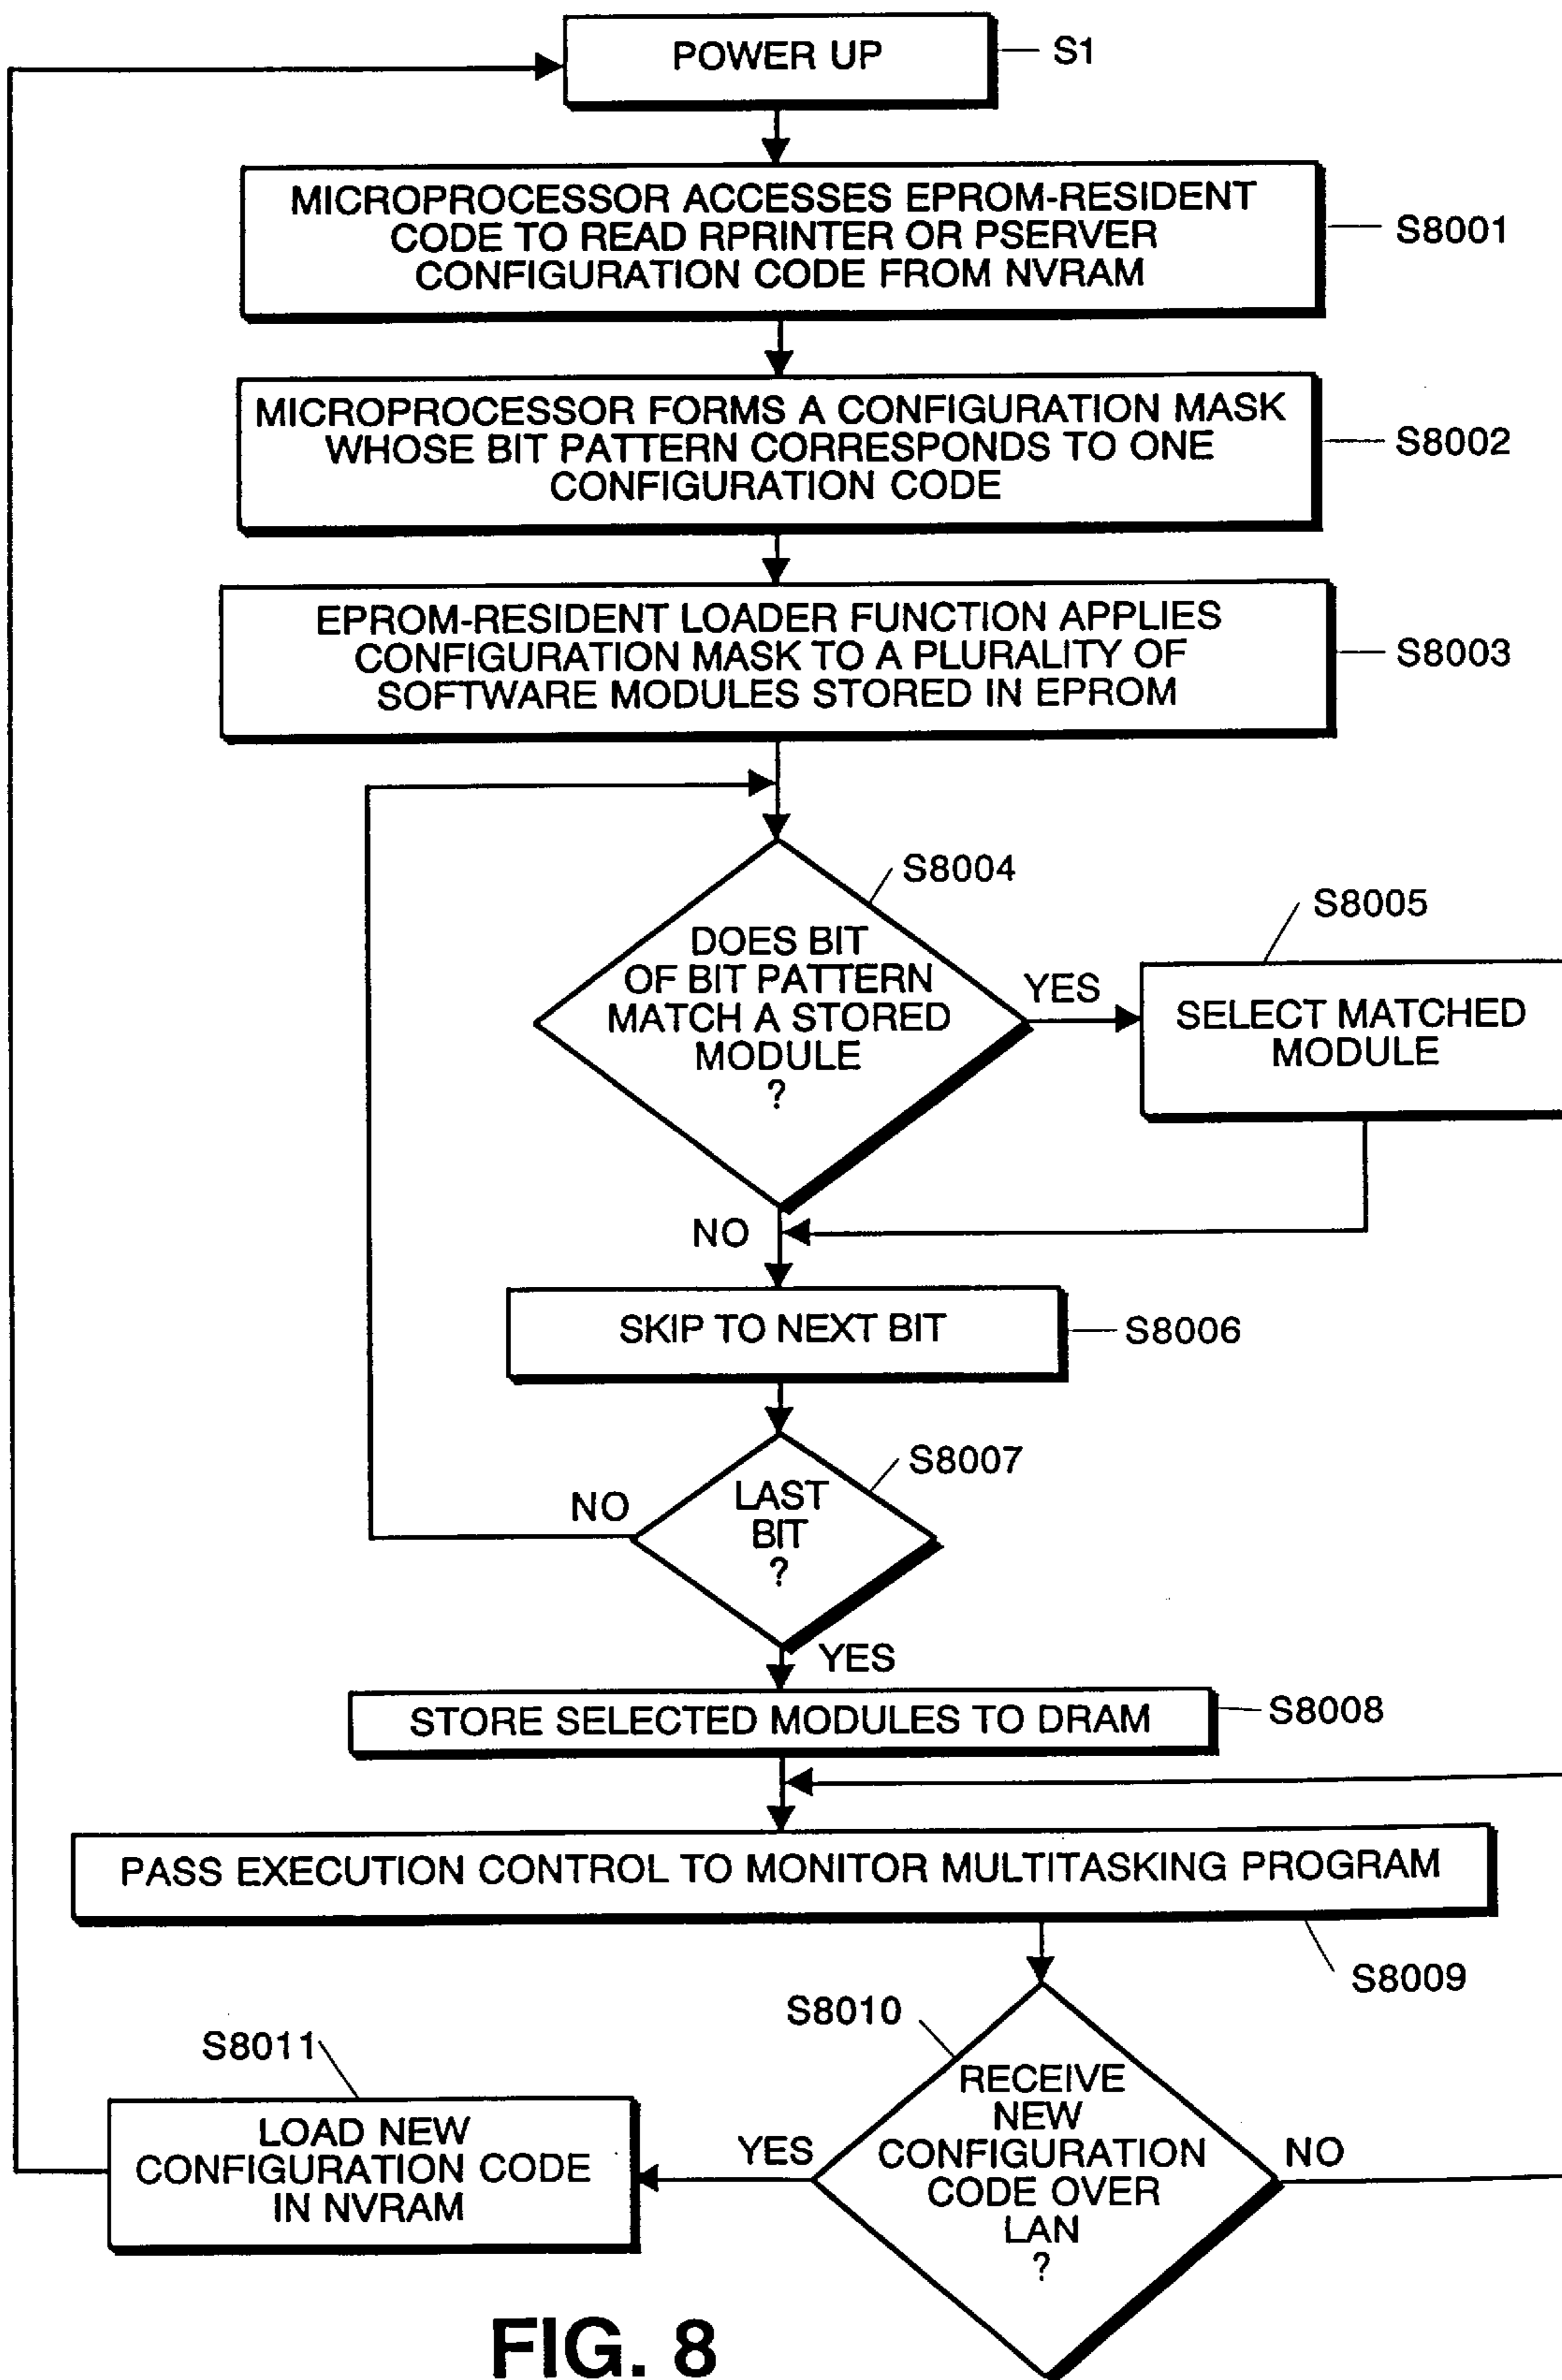 POWER UP
S1
MICROPROCESSOR ACCESSES EPROM-RESIDENT
CODE TO READ RPRINTER OR PSERVER
CONFIGURATION CODE FROM NVRAM
S8001
MICROPROCESSOR FORMS A CONFIGURATION MASK
WHOSE BIT PATTERN CORRESPONDS TO ONE
CONFIGURATION CODE
S8002
EPROM-RESIDENT LOADER FUNCTION APPLIES
CONFIGURATION MASK TO A PLURALITY OF
SOFTWARE MODULES STORED IN EPROM
S8003
S8004
DOES BIT
OF BIT PATTERN
MATCH A STORED
MODULE
?
YES
S8005
SELECT MATCHED
MODULE
NO
SKIP TO NEXT BIT
S8006
S8007
LAST
BIT
?
NO
YES
STORE SELECTED MODULES TO DRAM
S8008
PASS EXECUTION CONTROL TO MONITOR MULTITASKING PROGRAM
S8009
S8010
RECEIVE
NEW
CONFIGURATION
CODE OVER
LAN
?
YES
NO
S8011
LOAD NEW
CONFIGURATION CODE
IN NVRAM
FIG. 8